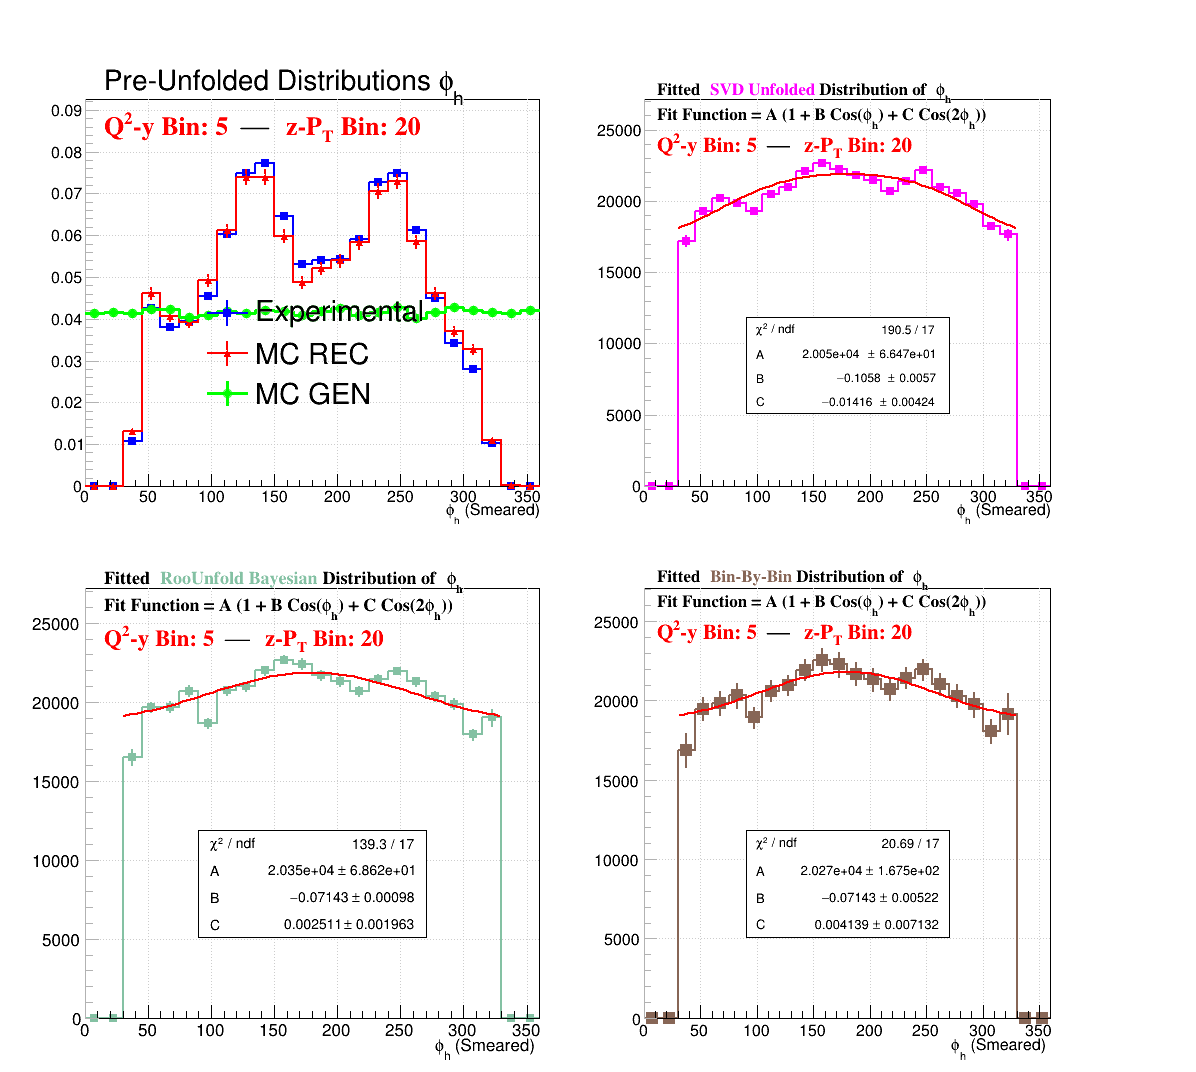 Pre-Unfolded Distributions ϕh
Q²-y Bin: 5 — z-PT Bin: 20
0.09
0.08
0.07
0.06
0.05
0.04
0.03
0.02
0.01
0
Experimental
MC REC
MC GEN
0 50 100 150 200 250 300 350
ϕh (Smeared)
Fitted SVD Unfolded Distribution of ϕh
Fit Function = A (1 + B Cos(ϕh) + C Cos(2ϕh))
Q²-y Bin: 5 — z-PT Bin: 20
25000
20000
15000
10000
5000
0
χ² / ndf 190.5 / 17
A 2.005e+04 ± 6.647e+01
B −0.1058 ± 0.0057
C −0.01416 ± 0.00424
0 50 100 150 200 250 300 350
ϕh (Smeared)
Fitted RooUnfold Bayesian Distribution of ϕh
Fit Function = A (1 + B Cos(ϕh) + C Cos(2ϕh))
Q²-y Bin: 5 — z-PT Bin: 20
25000
20000
15000
10000
5000
0
χ² / ndf 139.3 / 17
A 2.035e+04 ± 6.862e+01
B −0.07143 ± 0.00098
C 0.002511 ± 0.001963
0 50 100 150 200 250 300 350
ϕh (Smeared)
Fitted Bin-By-Bin Distribution of ϕh
Fit Function = A (1 + B Cos(ϕh) + C Cos(2ϕh))
Q²-y Bin: 5 — z-PT Bin: 20
25000
20000
15000
10000
5000
0
χ² / ndf 20.69 / 17
A 2.027e+04 ± 1.675e+02
B −0.07143 ± 0.00522
C 0.004139 ± 0.007132
0 50 100 150 200 250 300 350
ϕh (Smeared)